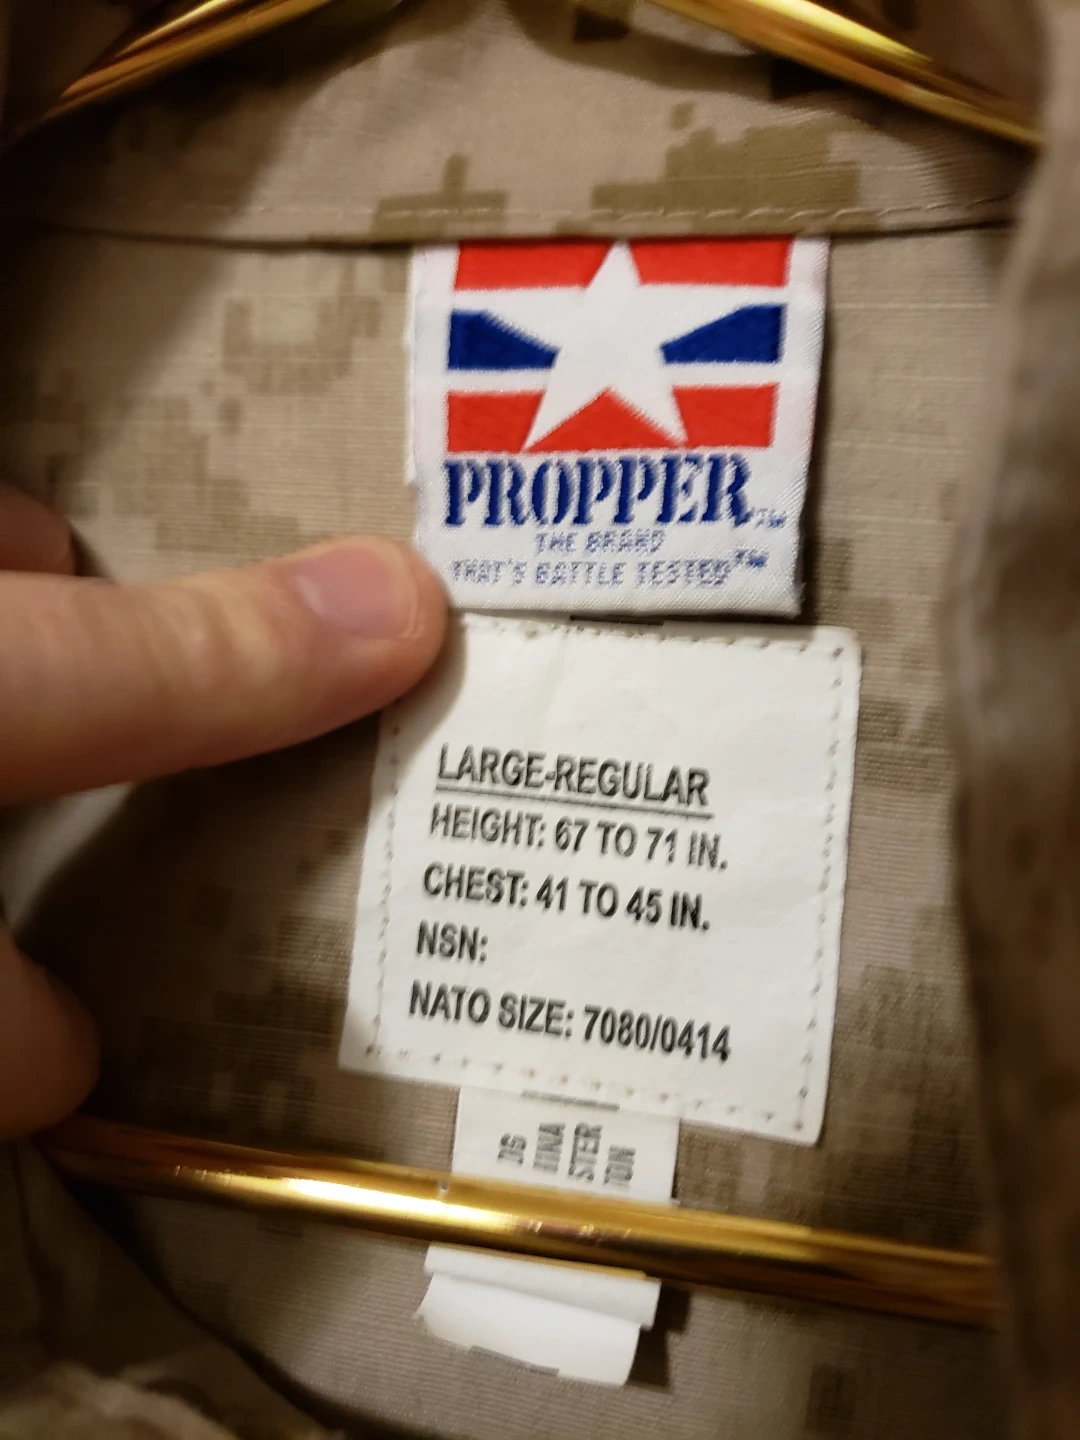 PROPPER™
THE BRAND
THAT'S BATTLE TESTED™
LARGE-REGULAR
HEIGHT: 67 TO 71 IN.
CHEST: 41 TO 45 IN.
NSN:
NATO SIZE: 7080/0414